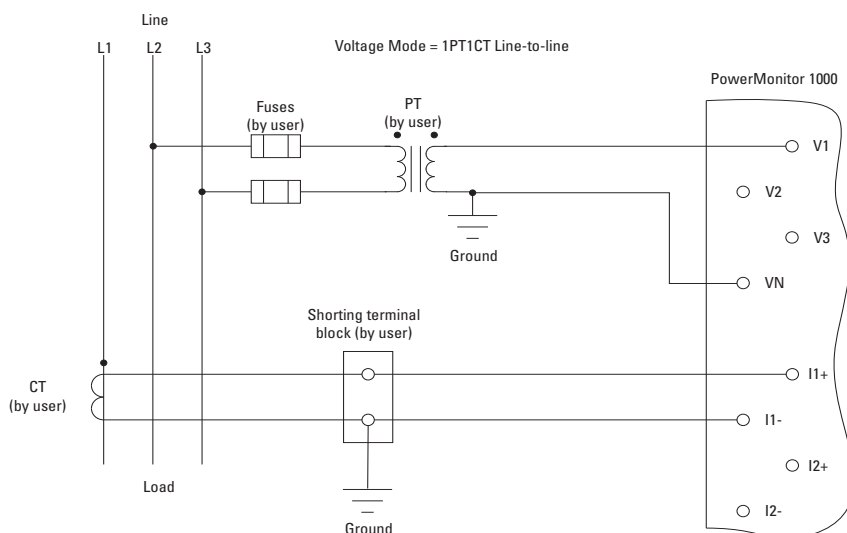 Line
L1
L2
L3
Voltage Mode = 1PT1CT Line-to-line
PowerMonitor 1000
Fuses
(by user)
PT
(by user)
V1
V2
V3
Ground
VN
Shorting terminal
block (by user)
CT
(by user)
I1+
I1-
I2+
Load
I2-
Ground